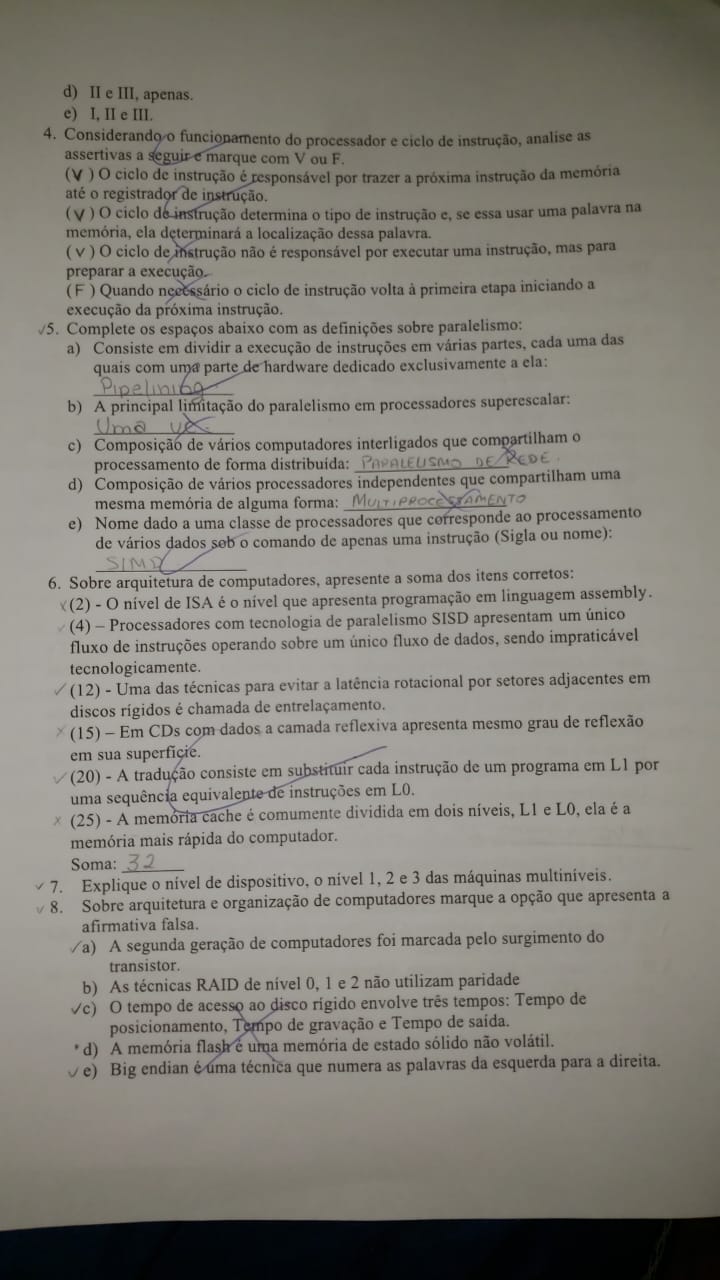 d) II e III, apenas.
e) I, II e III.
4. Considerando o funcionamento do processador e ciclo de instrução, analise as
assertivas a seguir e marque com V ou F.
(V) O ciclo de instrução é responsável por trazer a próxima instrução da memória
até o registrador de instrução.
(V) O ciclo de instrução determina o tipo de instrução e, se essa usar uma palavra na
memória, ela determinará a localização dessa palavra.
(V) O ciclo de instrução não é responsável por executar uma instrução, mas para
preparar a execução.
(F) Quando necessário o ciclo de instrução volta à primeira etapa iniciando a
execução da próxima instrução.
✓5. Complete os espaços abaixo com as definições sobre paralelismo:
a) Consiste em dividir a execução de instruções em várias partes, cada uma das
quais com uma parte de hardware dedicado exclusivamente a ela:
Pipelining
b) A principal limitação do paralelismo em processadores superescalar:
Uma
c) Composição de vários computadores interligados que compartilham o
processamento de forma distribuída: PARALELISMO DE REDE.
d) Composição de vários processadores independentes que compartilham uma
mesma memória de alguma forma: MULTIPROCESSAMENTO
e) Nome dado a uma classe de processadores que corresponde ao processamento
de vários dados sob o comando de apenas uma instrução (Sigla ou nome):
SIMD
6. Sobre arquitetura de computadores, apresente a soma dos itens corretos:
x (2) - O nível de ISA é o nível que apresenta programação em linguagem assembly.
✓ (4) – Processadores com tecnologia de paralelismo SISD apresentam um único
fluxo de instruções operando sobre um único fluxo de dados, sendo impraticável
tecnologicamente.
✓ (12) - Uma das técnicas para evitar a latência rotacional por setores adjacentes em
discos rígidos é chamada de entrelaçamento.
x (15) – Em CDs com dados a camada reflexiva apresenta mesmo grau de reflexão
em sua superfície.
✓ (20) - A tradução consiste em substituir cada instrução de um programa em L1 por
uma sequência equivalente de instruções em L0.
x (25) - A memória cache é comumente dividida em dois níveis, L1 e L0, ela é a
memória mais rápida do computador.
Soma: 32
✓ 7. Explique o nível de dispositivo, o nível 1, 2 e 3 das máquinas multiníveis.
✓ 8. Sobre arquitetura e organização de computadores marque a opção que apresenta a
afirmativa falsa.
✓a) A segunda geração de computadores foi marcada pelo surgimento do
transistor.
b) As técnicas RAID de nível 0, 1 e 2 não utilizam paridade
✓c) O tempo de acesso ao disco rígido envolve três tempos: Tempo de
posicionamento, Tempo de gravação e Tempo de saída.
* d) A memória flash é uma memória de estado sólido não volátil.
✓ e) Big endian é uma técnica que numera as palavras da esquerda para a direita.